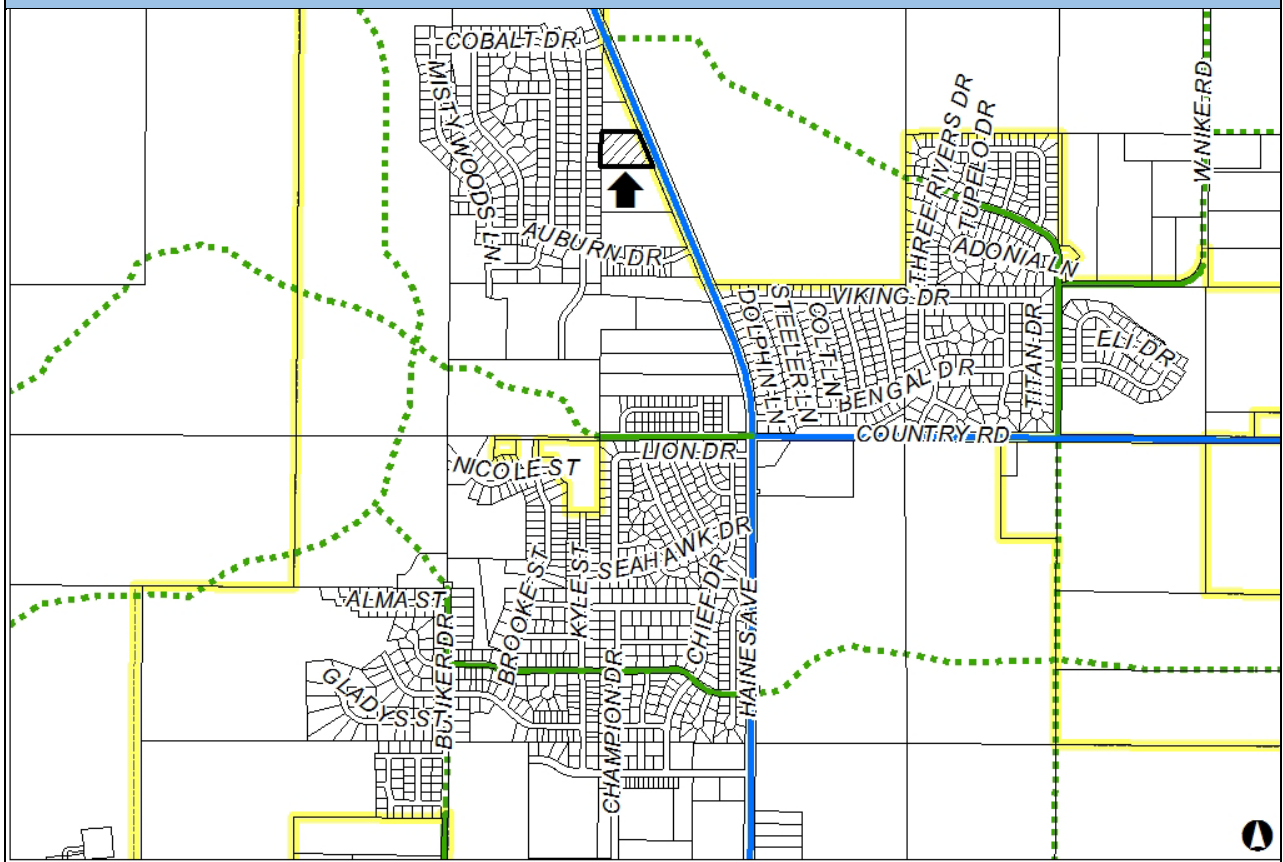 COBALT DR
MISTY WOODS LN
AUBURN DR
THREE RIVERS DR
TUPELO DR
W NIKE RD
ADONIA LN
VIKING DR
DOLPHIN LN
STEELER LN
COLT LN
BENGAL DR
TITAN DR
ELI DR
COUNTRY RD
LION DR
NICOLE ST
SEAHAWK DR
BROOKE ST
KYLE ST
CHIEF DR
HAINES AVE
ALMA ST
GLADYS ST
BUNKER DR
CHAMPION DR